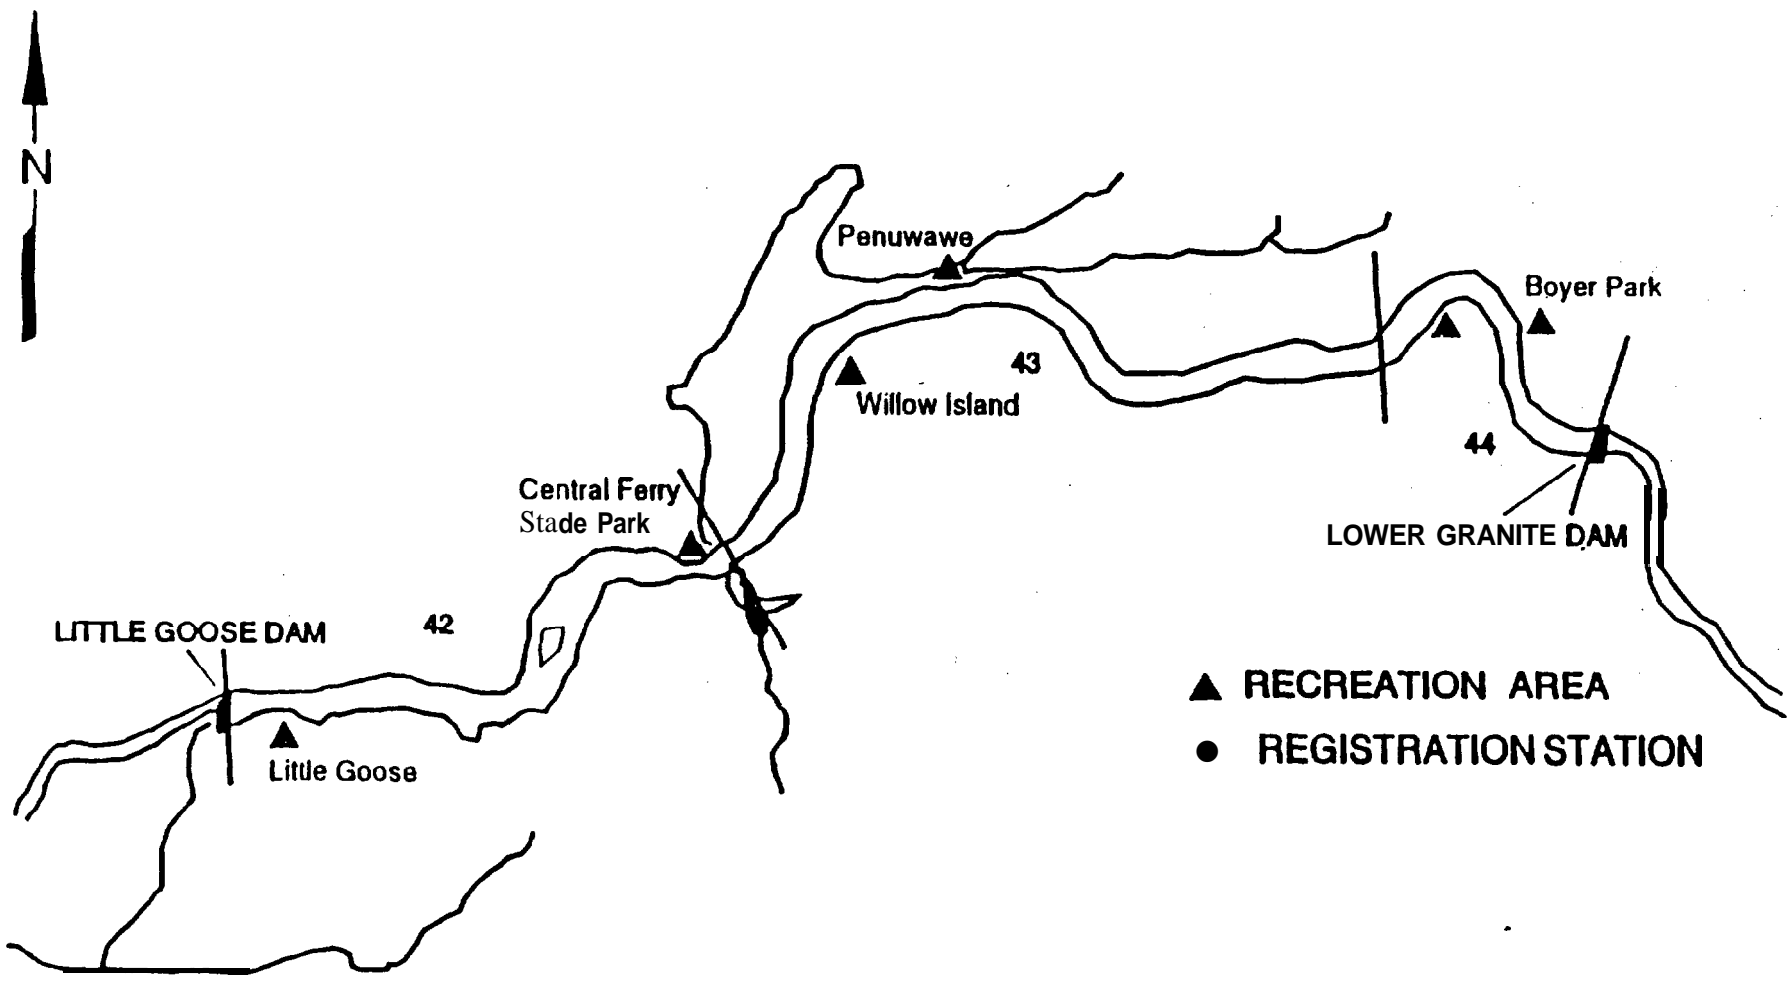 N
Penuwawe
Boyer Park
43
Willow Island
44
Central Ferry
Stade Park
LOWER GRANITE DAM
42
LITTLE GOOSE DAM
RECREATION AREA
REGISTRATION STATION
Little Goose